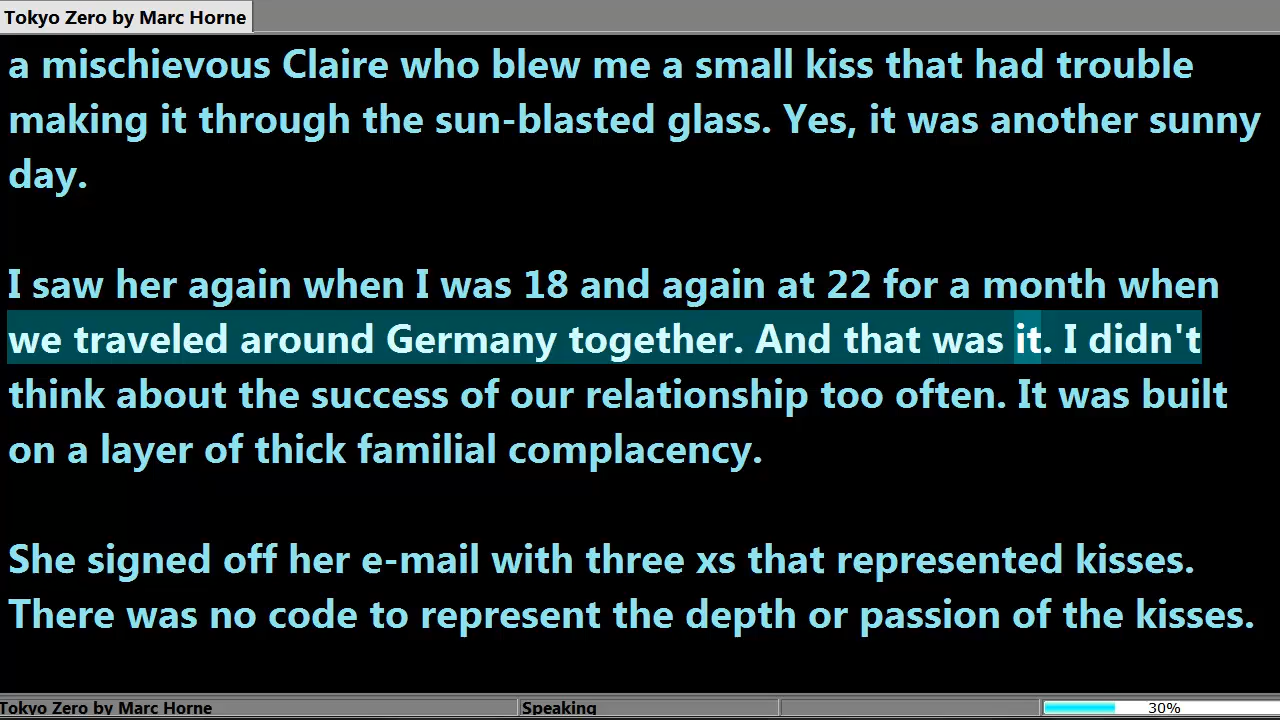 Tokyo Zero by Marc Horne
a mischievous Claire who blew me a small kiss that had trouble
making it through the sun-blasted glass. Yes, it was another sunny
day.
I saw her again when I was 18 and again at 22 for a month when
we traveled around Germany together. And that was it. I didn't
think about the success of our relationship too often. It was built
on a layer of thick familial complacency.
She signed off her e-mail with three xs that represented kisses.
There was no code to represent the depth or passion of the kisses.
Tokyo Zero by Marc Horne Speaking 30%